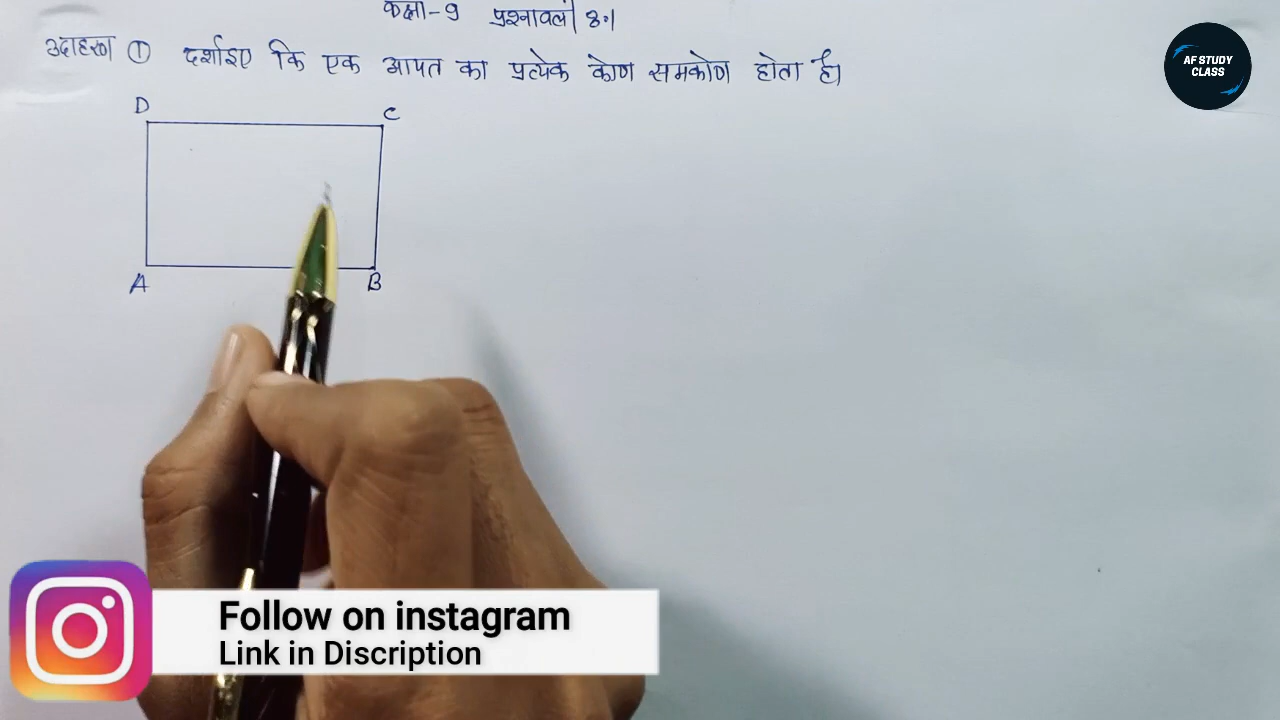 कक्षा-9 प्रश्नावली 8.1
उदाहरण ① दर्शाइए कि एक आयत का प्रत्येक कोण समकोण होता है।
AF STUDY
CLASS
D
C
A
B
Follow on instagram
Link in Discription